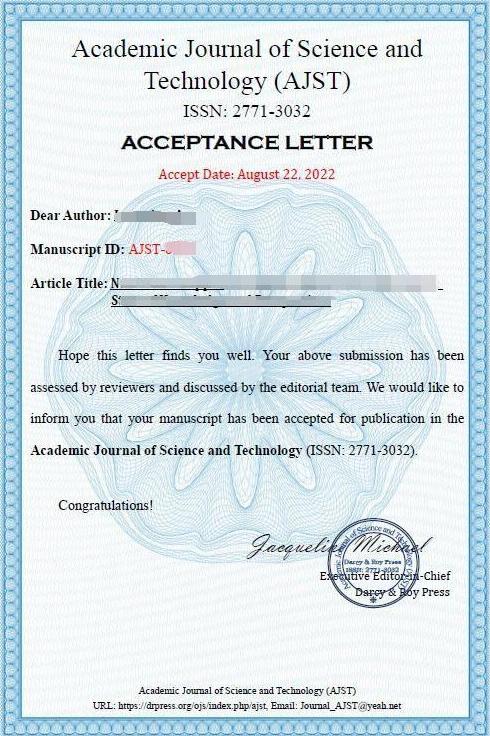 Academic Journal of Science and
Technology (AJST)
ISSN: 2771-3032
ACCEPTANCE LETTER
Accept Date: August 22, 2022
Dear Author:
Manuscript ID: AJST-
Article Title:
Hope this letter finds you well. Your above submission has been
assessed by reviewers and discussed by the editorial team. We would like to
inform you that your manuscript has been accepted for publication in the
Academic Journal of Science and Technology (ISSN: 2771-3032).
Congratulations!
Jacqueline Michael
Academic Journal of Science and Technology (AJST)
Darcy & Roy Press
ISSN: 2771-3032
Executive Editor-in-Chief
Darcy & Roy Press
Academic Journal of Science and Technology (AJST)
URL: https://drpress.org/ojs/index.php/ajst, Email: Journal_AJST@yeah.net